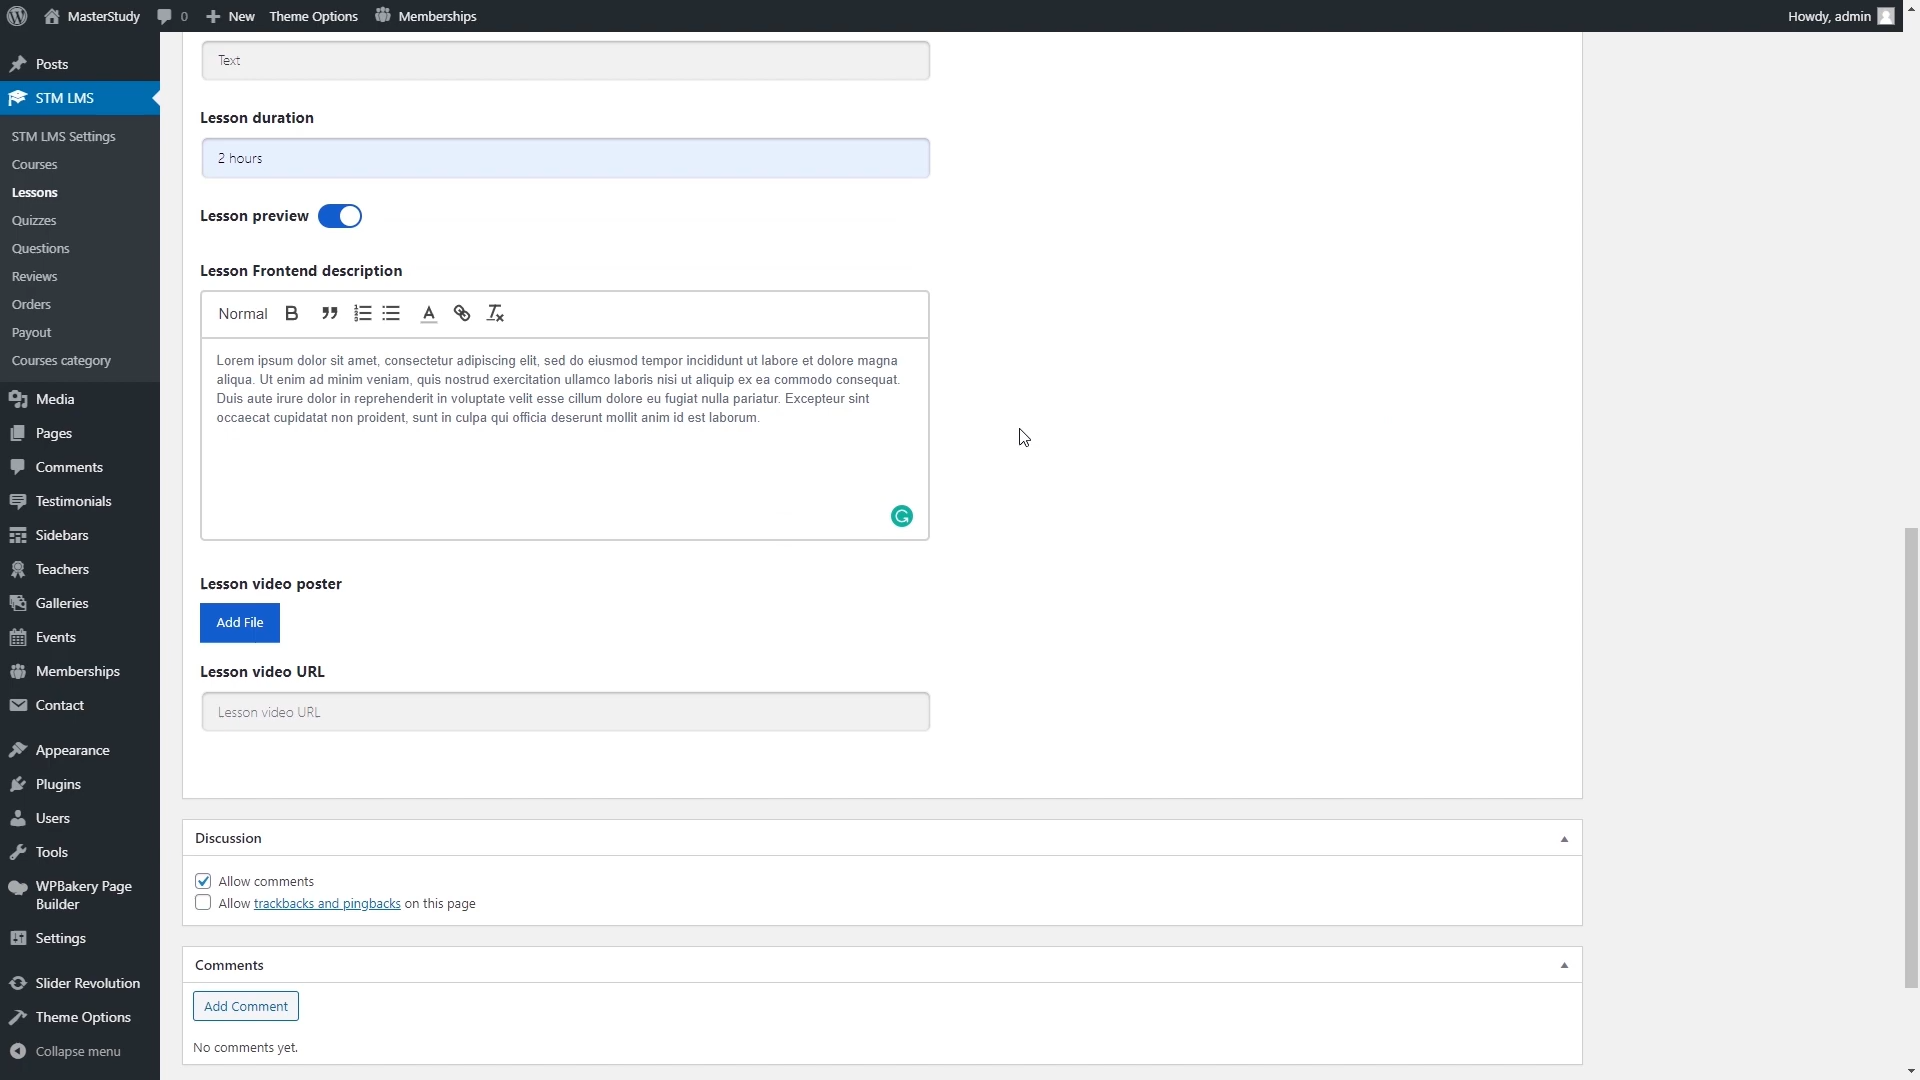 MasterStudy
0
New
Theme Options
Memberships
Howdy, admin
Posts
STM LMS
STM LMS Settings
Courses
Lessons
Quizzes
Questions
Reviews
Orders
Payout
Courses category
Media
Pages
Comments
Testimonials
Sidebars
Teachers
Galleries
Events
Memberships
Contact
Appearance
Plugins
Users
Tools
WPBakery Page
Builder
Settings
Slider Revolution
Theme Options
Collapse menu
Text
Lesson duration
2 hours
Lesson preview
Lesson Frontend description
Normal
Lorem ipsum dolor sit amet, consectetur adipiscing elit, sed do eiusmod tempor incididunt ut labore et dolore magna
aliqua. Ut enim ad minim veniam, quis nostrud exercitation ullamco laboris nisi ut aliquip ex ea commodo consequat.
Duis aute irure dolor in reprehenderit in voluptate velit esse cillum dolore eu fugiat nulla pariatur. Excepteur sint
occaecat cupidatat non proident, sunt in culpa qui officia deserunt mollit anim id est laborum.
Lesson video poster
Add File
Lesson video URL
Lesson video URL
Discussion
Allow comments
Allow trackbacks and pingbacks on this page
Comments
Add Comment
No comments yet.